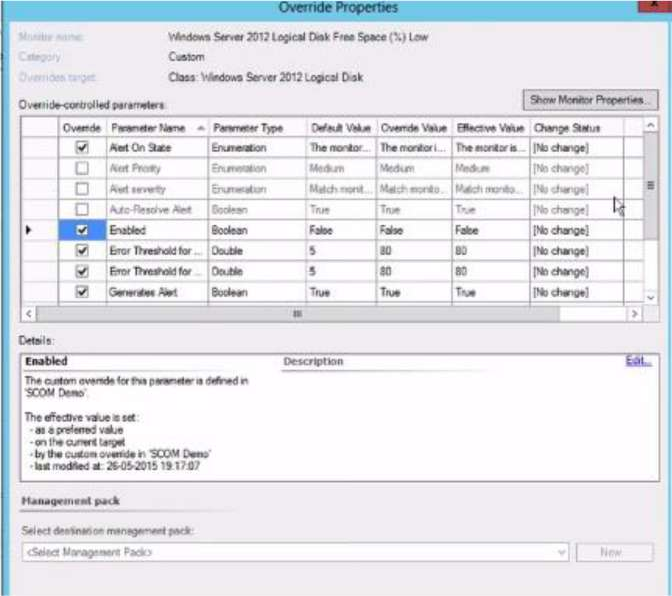 Override Properties
x
Monitor name: Windows Server 2012 Logical Disk Free Space (%) Low
Category Custom
Overrides target: Class: Windows Server 2012 Logical Disk
Override-controlled parameters:
Show Monitor Properties...
Override Parameter Name Parameter Type Default Value Override Value Effective Value Change Status
Alert On State Enumeration The monitor... The monitor i... The monitor is... [No change]
Alert Priority Enumeration Medium Medium Medium [No change]
Alert severity Enumeration Match monit... Match monito... Match monito... [No change]
Auto-Resolve Alert Boolean True True True [No change]
Enabled Boolean False False False [No change]
Error Threshold for ... Double 5 80 80 [No change]
Error Threshold for ... Double 5 80 80 [No change]
Generates Alert Boolean True True True [No change]
Details:
Enabled Description Edit...
The custom override for this parameter is defined in
'SCOM Demo'.
The effective value is set:
- as a preferred value
- on the current target
- by the custom override in 'SCOM Demo'
- last modified at: 26-05-2015 19:17:07
Management pack
Select destination management pack:
<Select Management Pack>
New